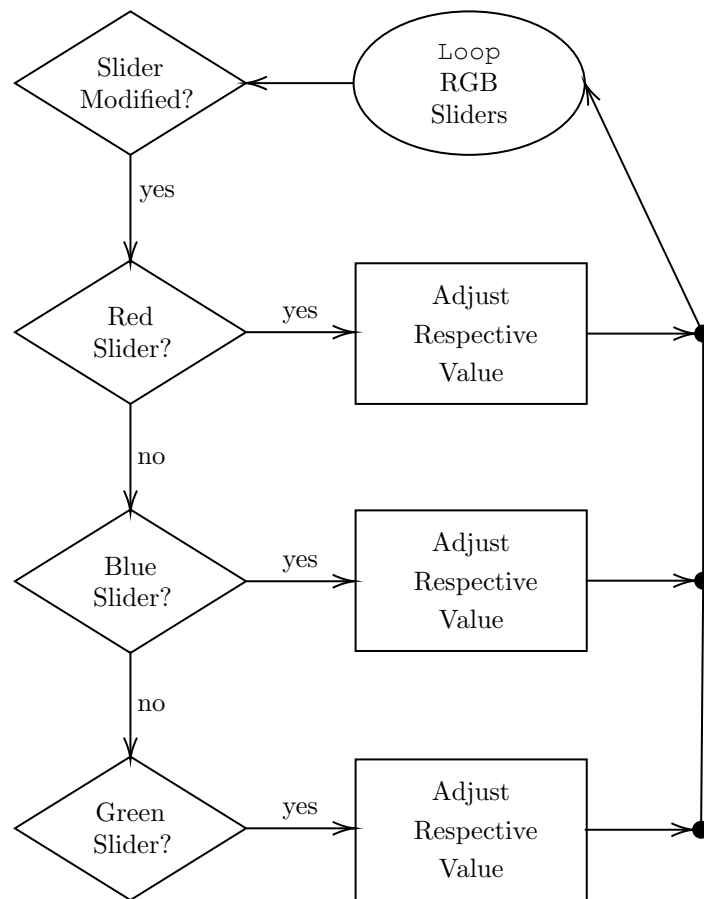 Slider
Modified?
Loop
RGB
Sliders
yes
Red
Slider?
yes
Adjust
Respective
Value
no
Blue
Slider?
yes
Adjust
Respective
Value
no
Green
Slider?
yes
Adjust
Respective
Value